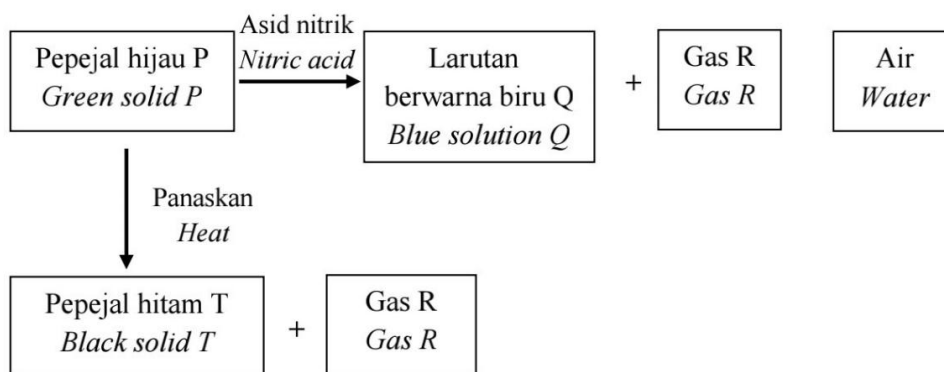 Pepejal hijau P
Green solid P
Asid nitrik
Nitric acid
Larutan
berwarna biru Q
Blue solution Q
+
Gas R
Gas R
Air
Water
Panaskan
Heat
Pepejal hitam T
Black solid T
+
Gas R
Gas R